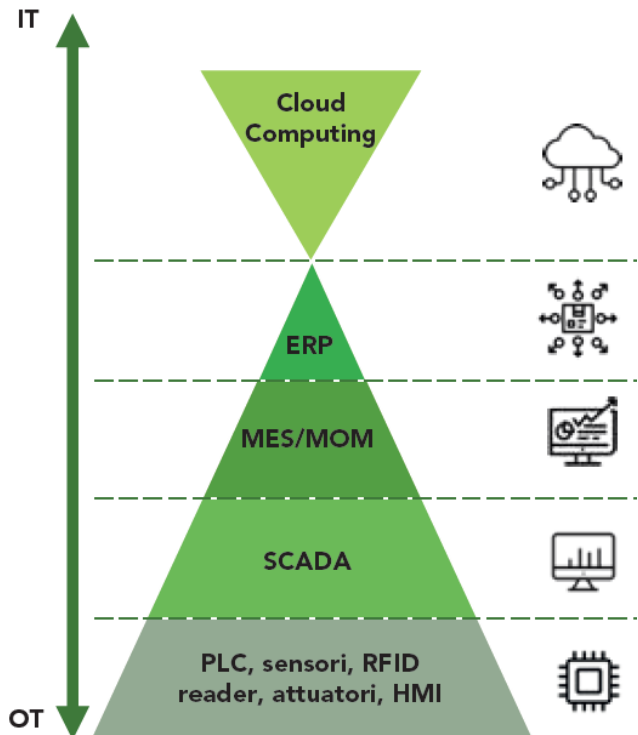 IT
Cloud
Computing
ERP
MES/MOM
SCADA
PLC, sensori, RFID
reader, attuatori, HMI
OT